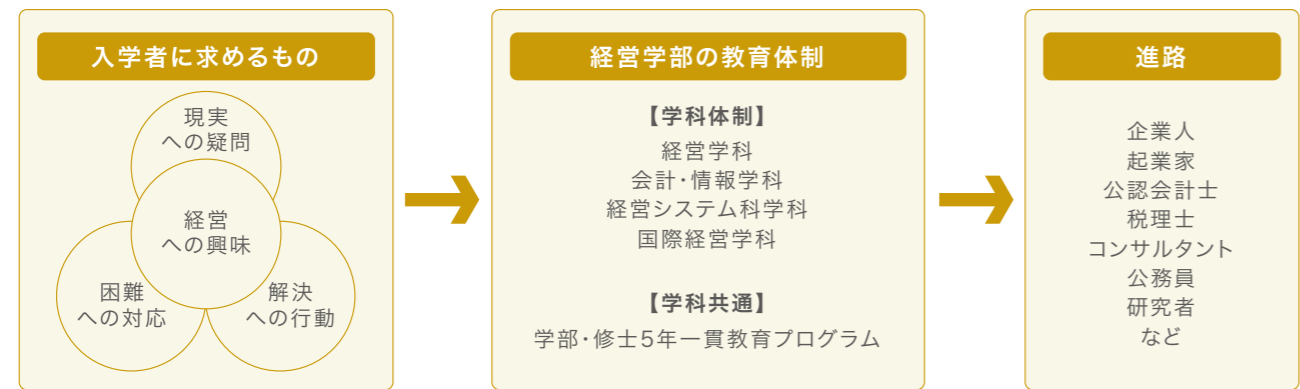 入学者に求めるもの
現実
への疑問
経営
への興味
困難
への対応
解決
への行動
経営学部の教育体制
【学科体制】
経営学科
会計・情報学科
経営システム科学科
国際経営学科
【学科共通】
学部・修士5年一貫教育プログラム
進路
企業人
起業家
公認会計士
税理士
コンサルタント
公務員
研究者
など